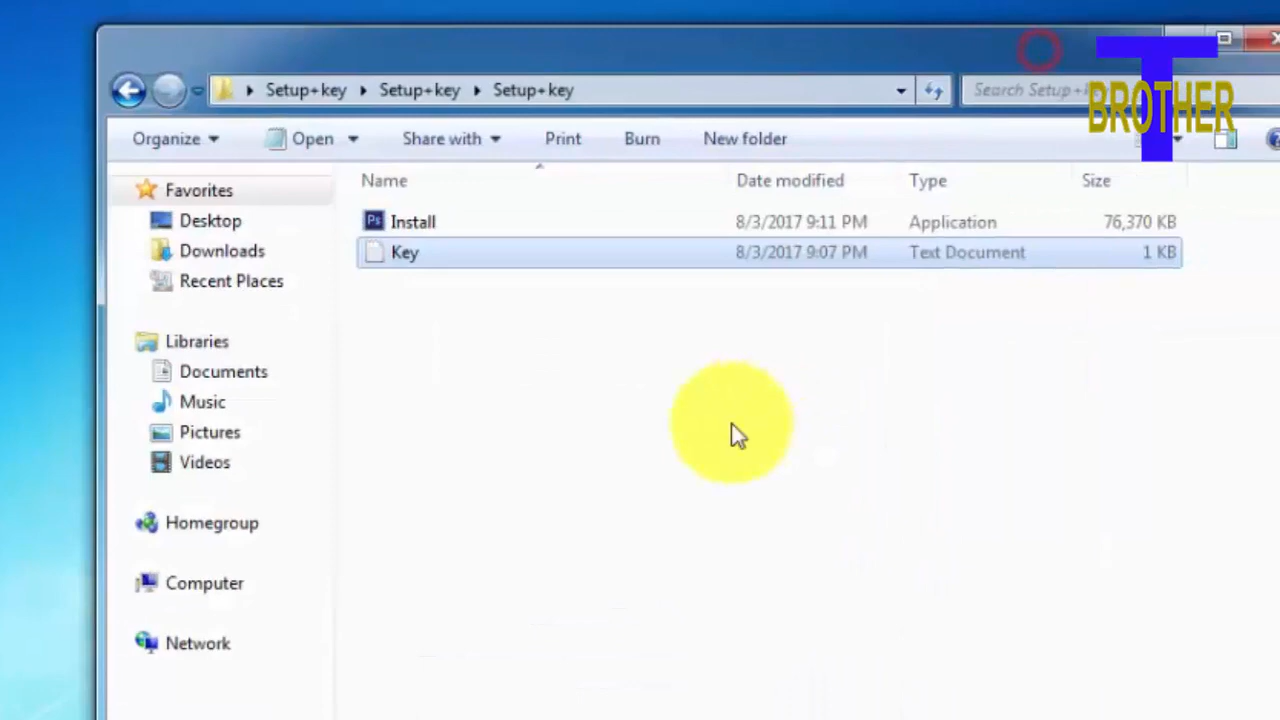 Setup+key Setup+key Setup+key
Search Setup+
T
BROTHER
Organize Open Share with Print Burn New folder
Name Date modified Type Size
Ps Install 8/3/2017 9:11 PM Application 76,370 KB
Key 8/3/2017 9:07 PM Text Document 1 KB
Favorites
Desktop
Downloads
Recent Places
Libraries
Documents
Music
Pictures
Videos
Homegroup
Computer
Network